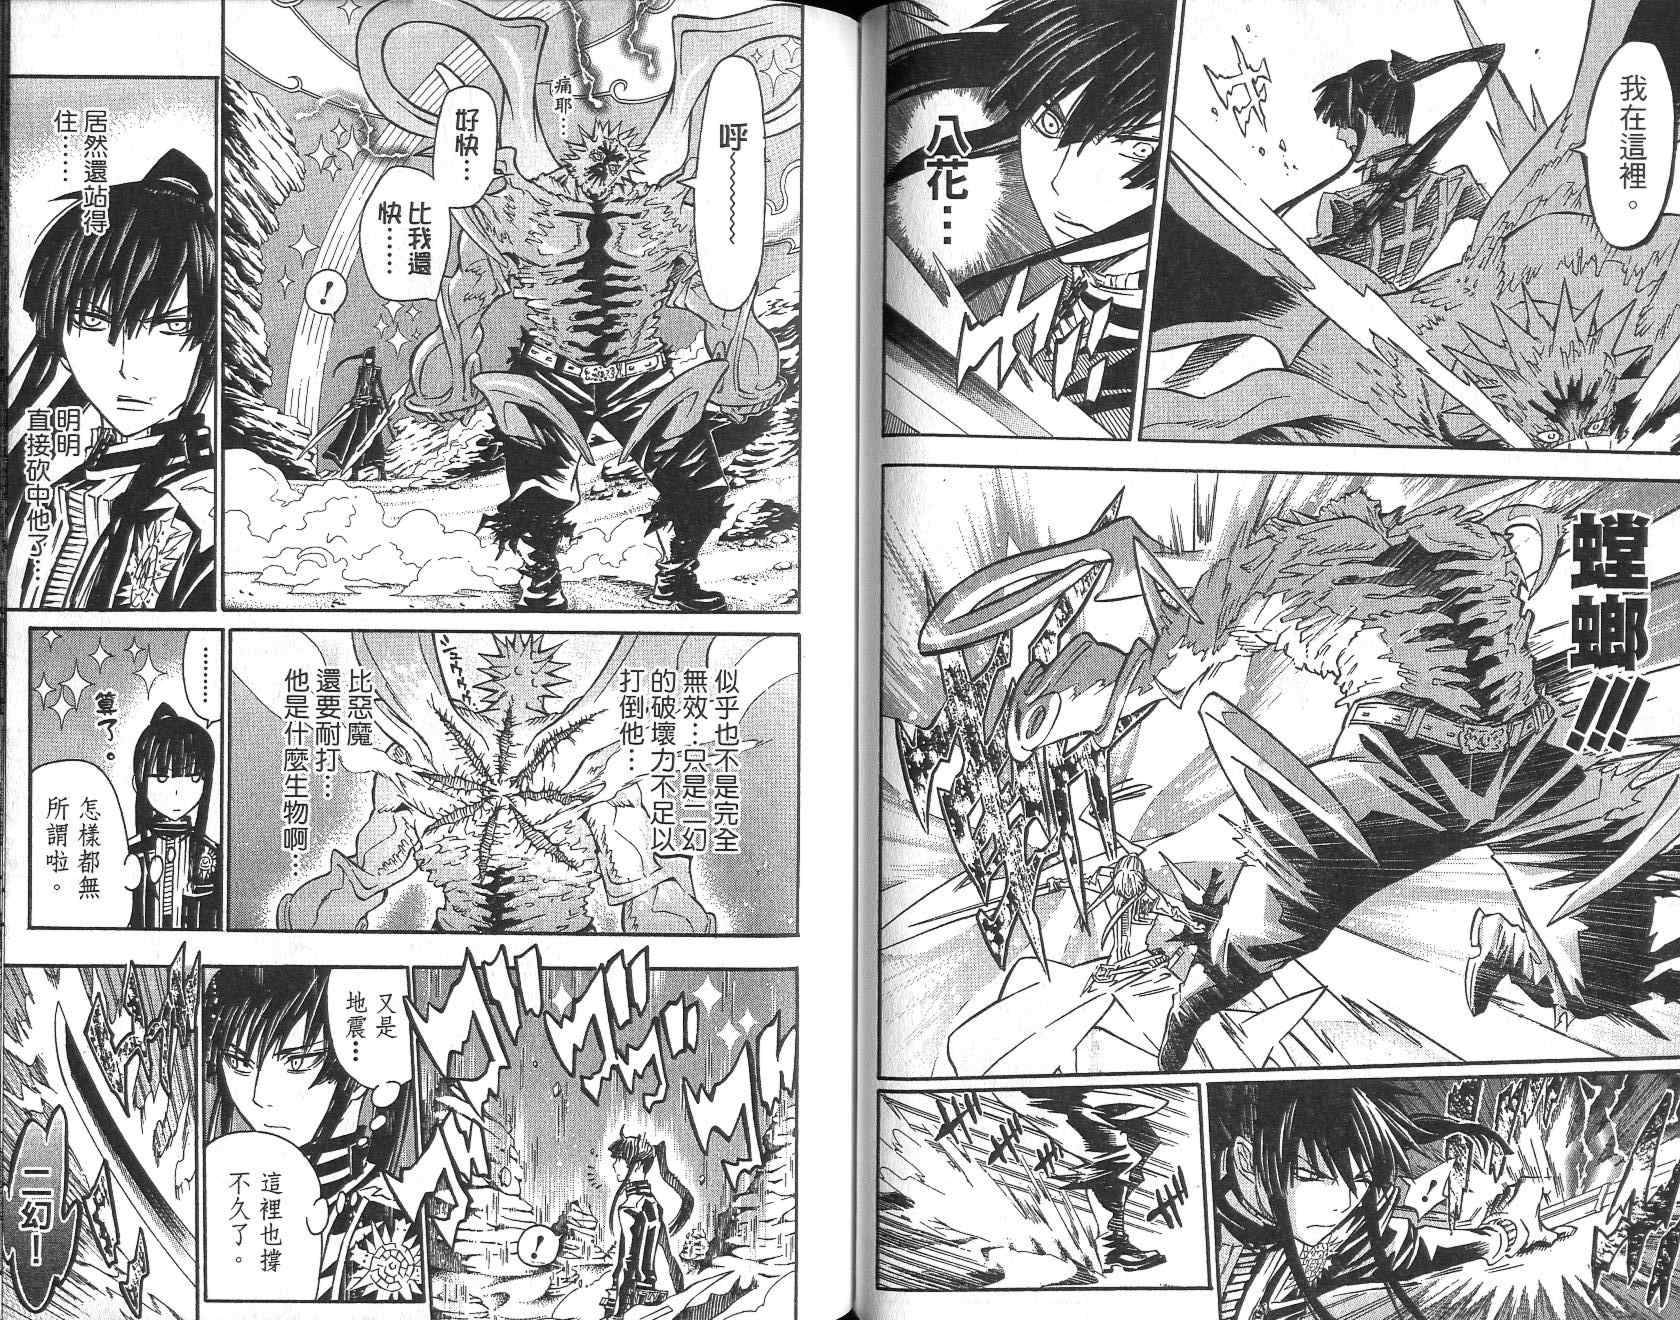 我在這裡。
八花…
螳
螂!!!
呼～～～～
好快…
比我還
快……
痛耶…
!
居然還站得
住……
明明
直接砍中他了……
似乎也不是完全
無效…只是二幻
的破壞力不足以
打倒他…
比惡魔
還要耐打…
他是什麼生物啊…
………
算了。
怎樣都無
所謂啦。
!
又是
地震…
這裡也撐
不久了。
二幻!